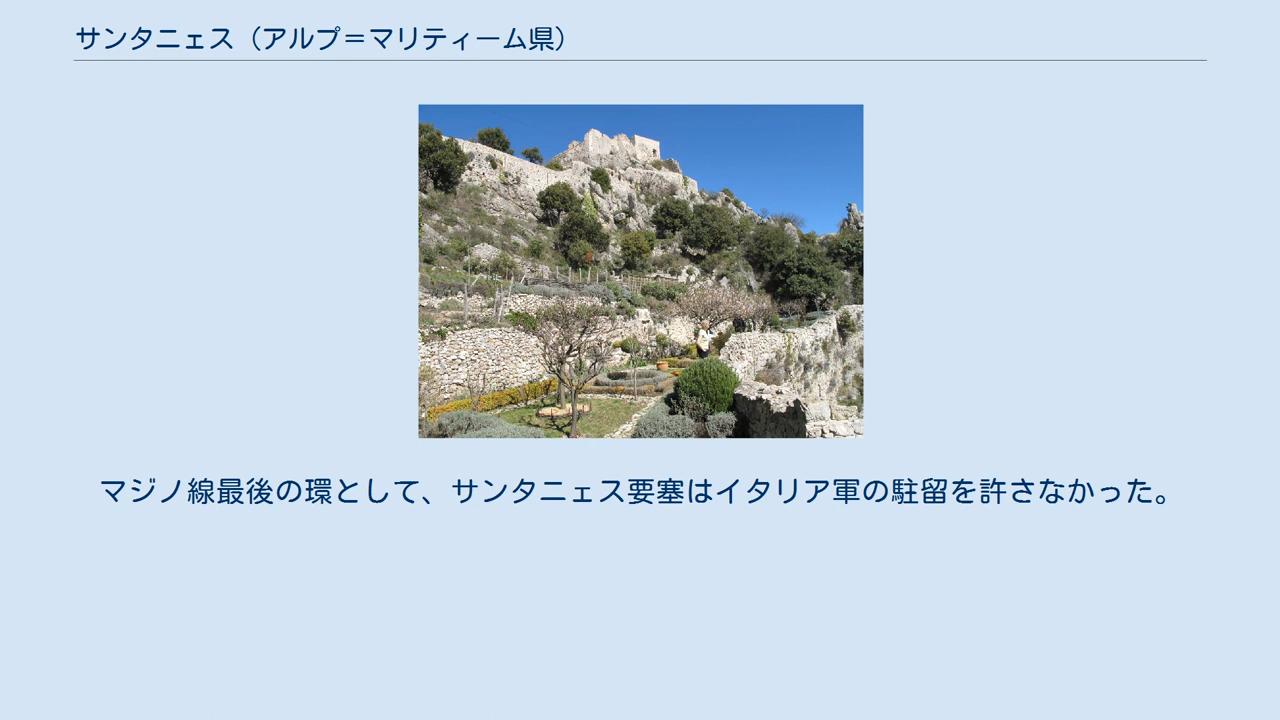 サンタニェス（アルプ＝マリティーム県）
マジノ線最後の環として、サンタニェス要塞はイタリア軍の駐留を許さなかった。